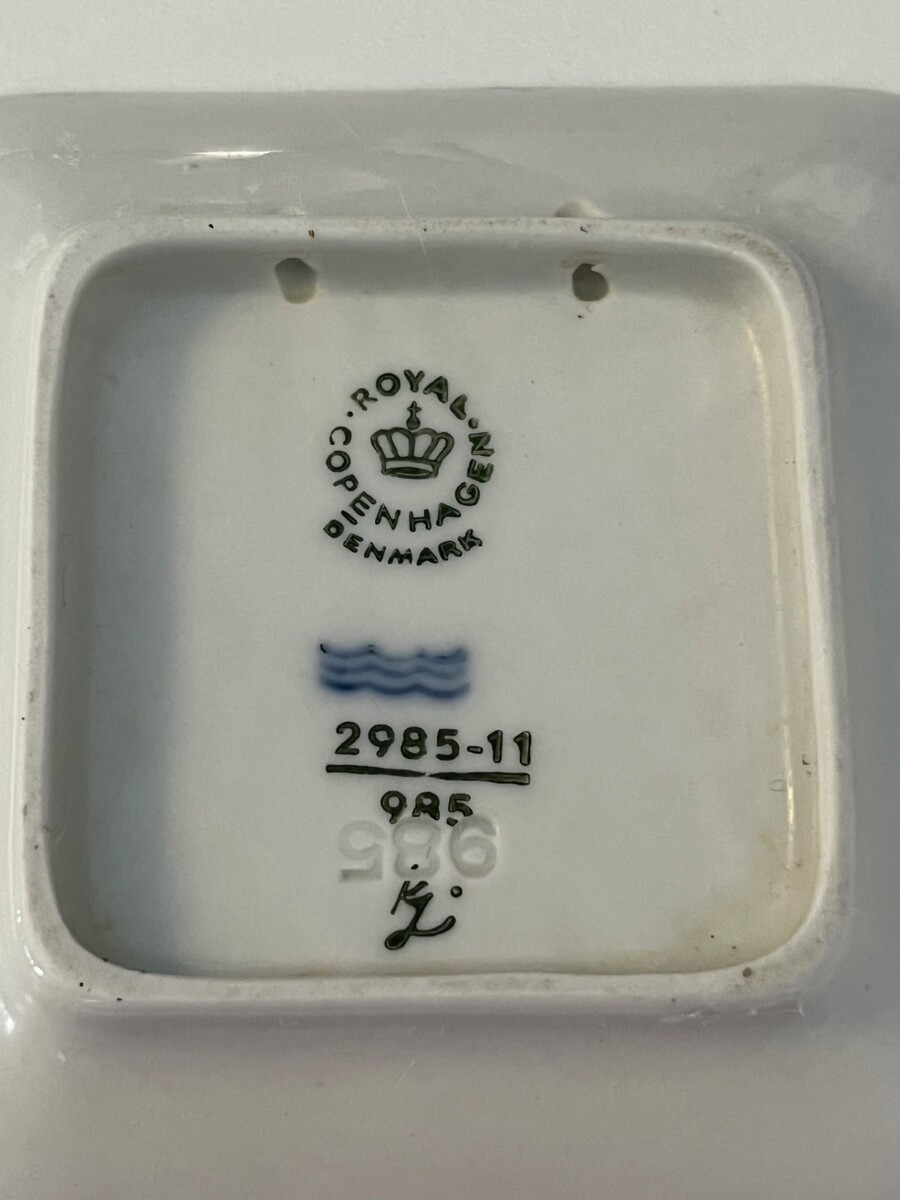 ROYAL
COPENHAGEN
DENMARK
2985-11
985
985